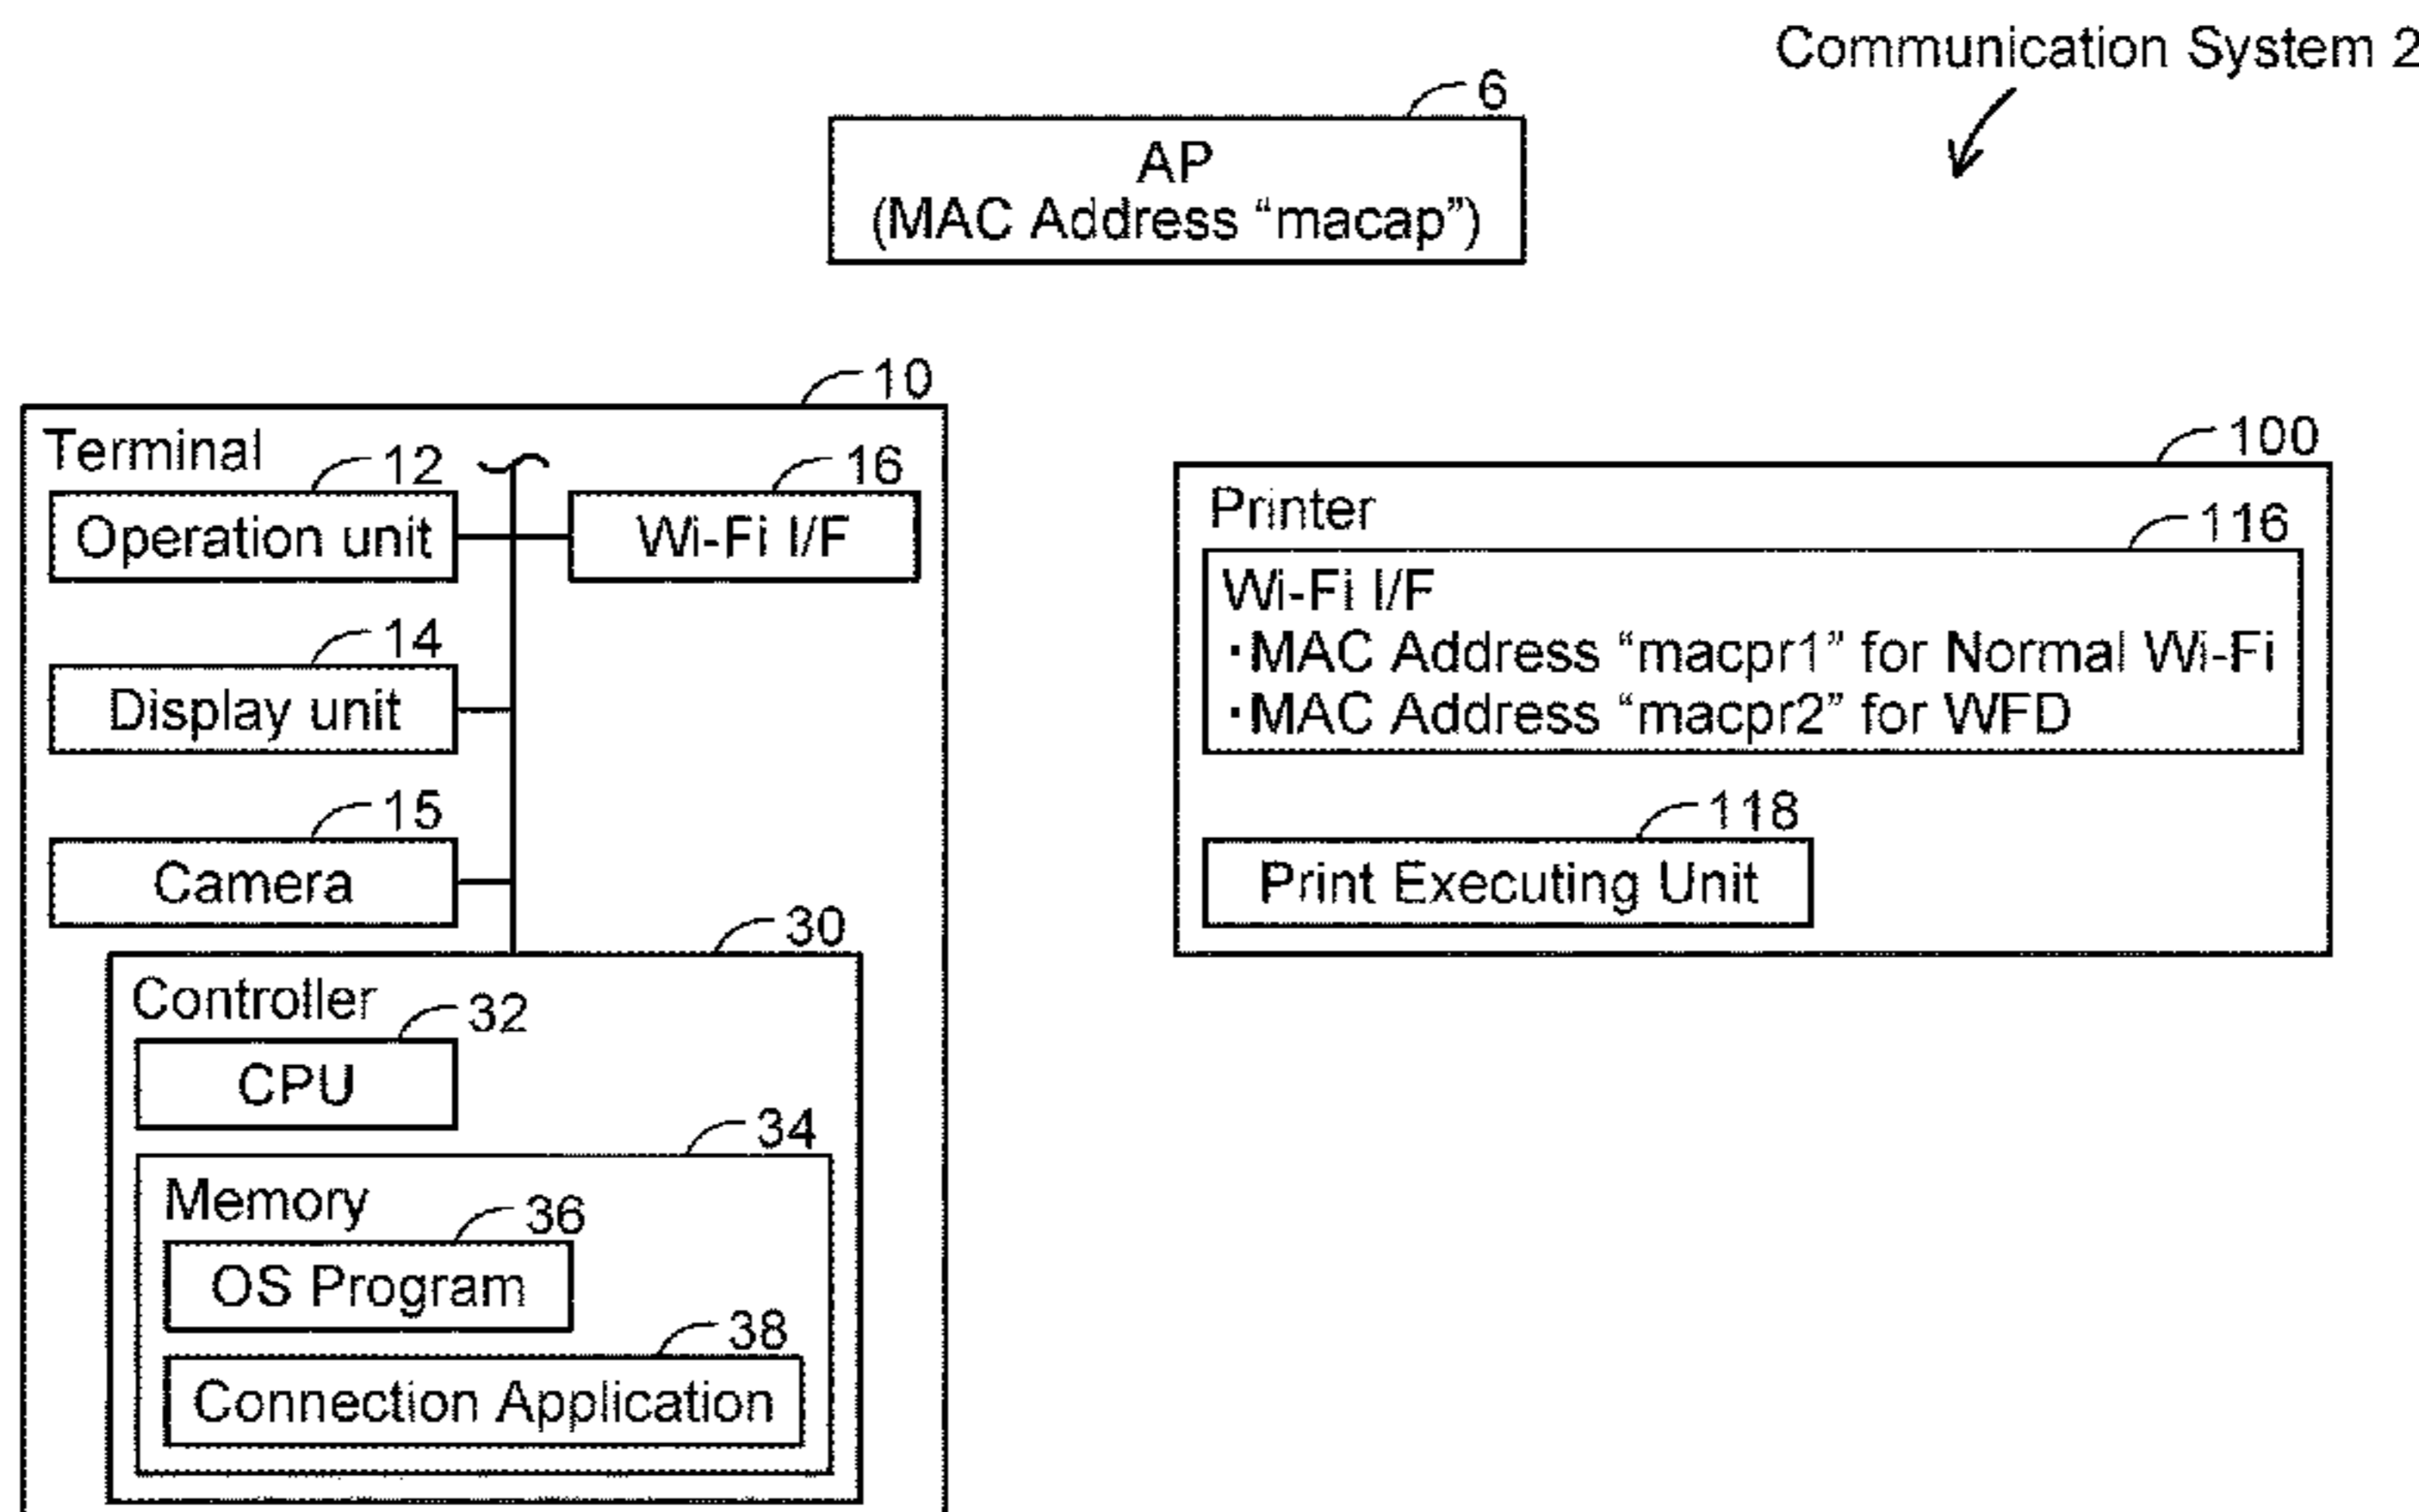 Communication System 2
6
AP
(MAC Address “macap”)
10
Terminal
12
16
Operation unit
Wi-Fi I/F
14
Display unit
15
Camera
30
Controller
32
CPU
34
Memory
36
OS Program
38
Connection Application
100
Printer
116
Wi-Fi I/F
·MAC Address “macpr1” for Normal Wi-Fi
·MAC Address “macpr2” for WFD
118
Print Executing Unit